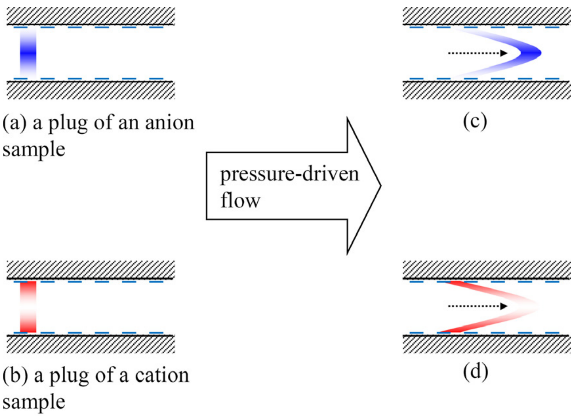 (a) a plug of an anion
sample
(c)
pressure-driven
flow
(b) a plug of a cation
sample
(d)